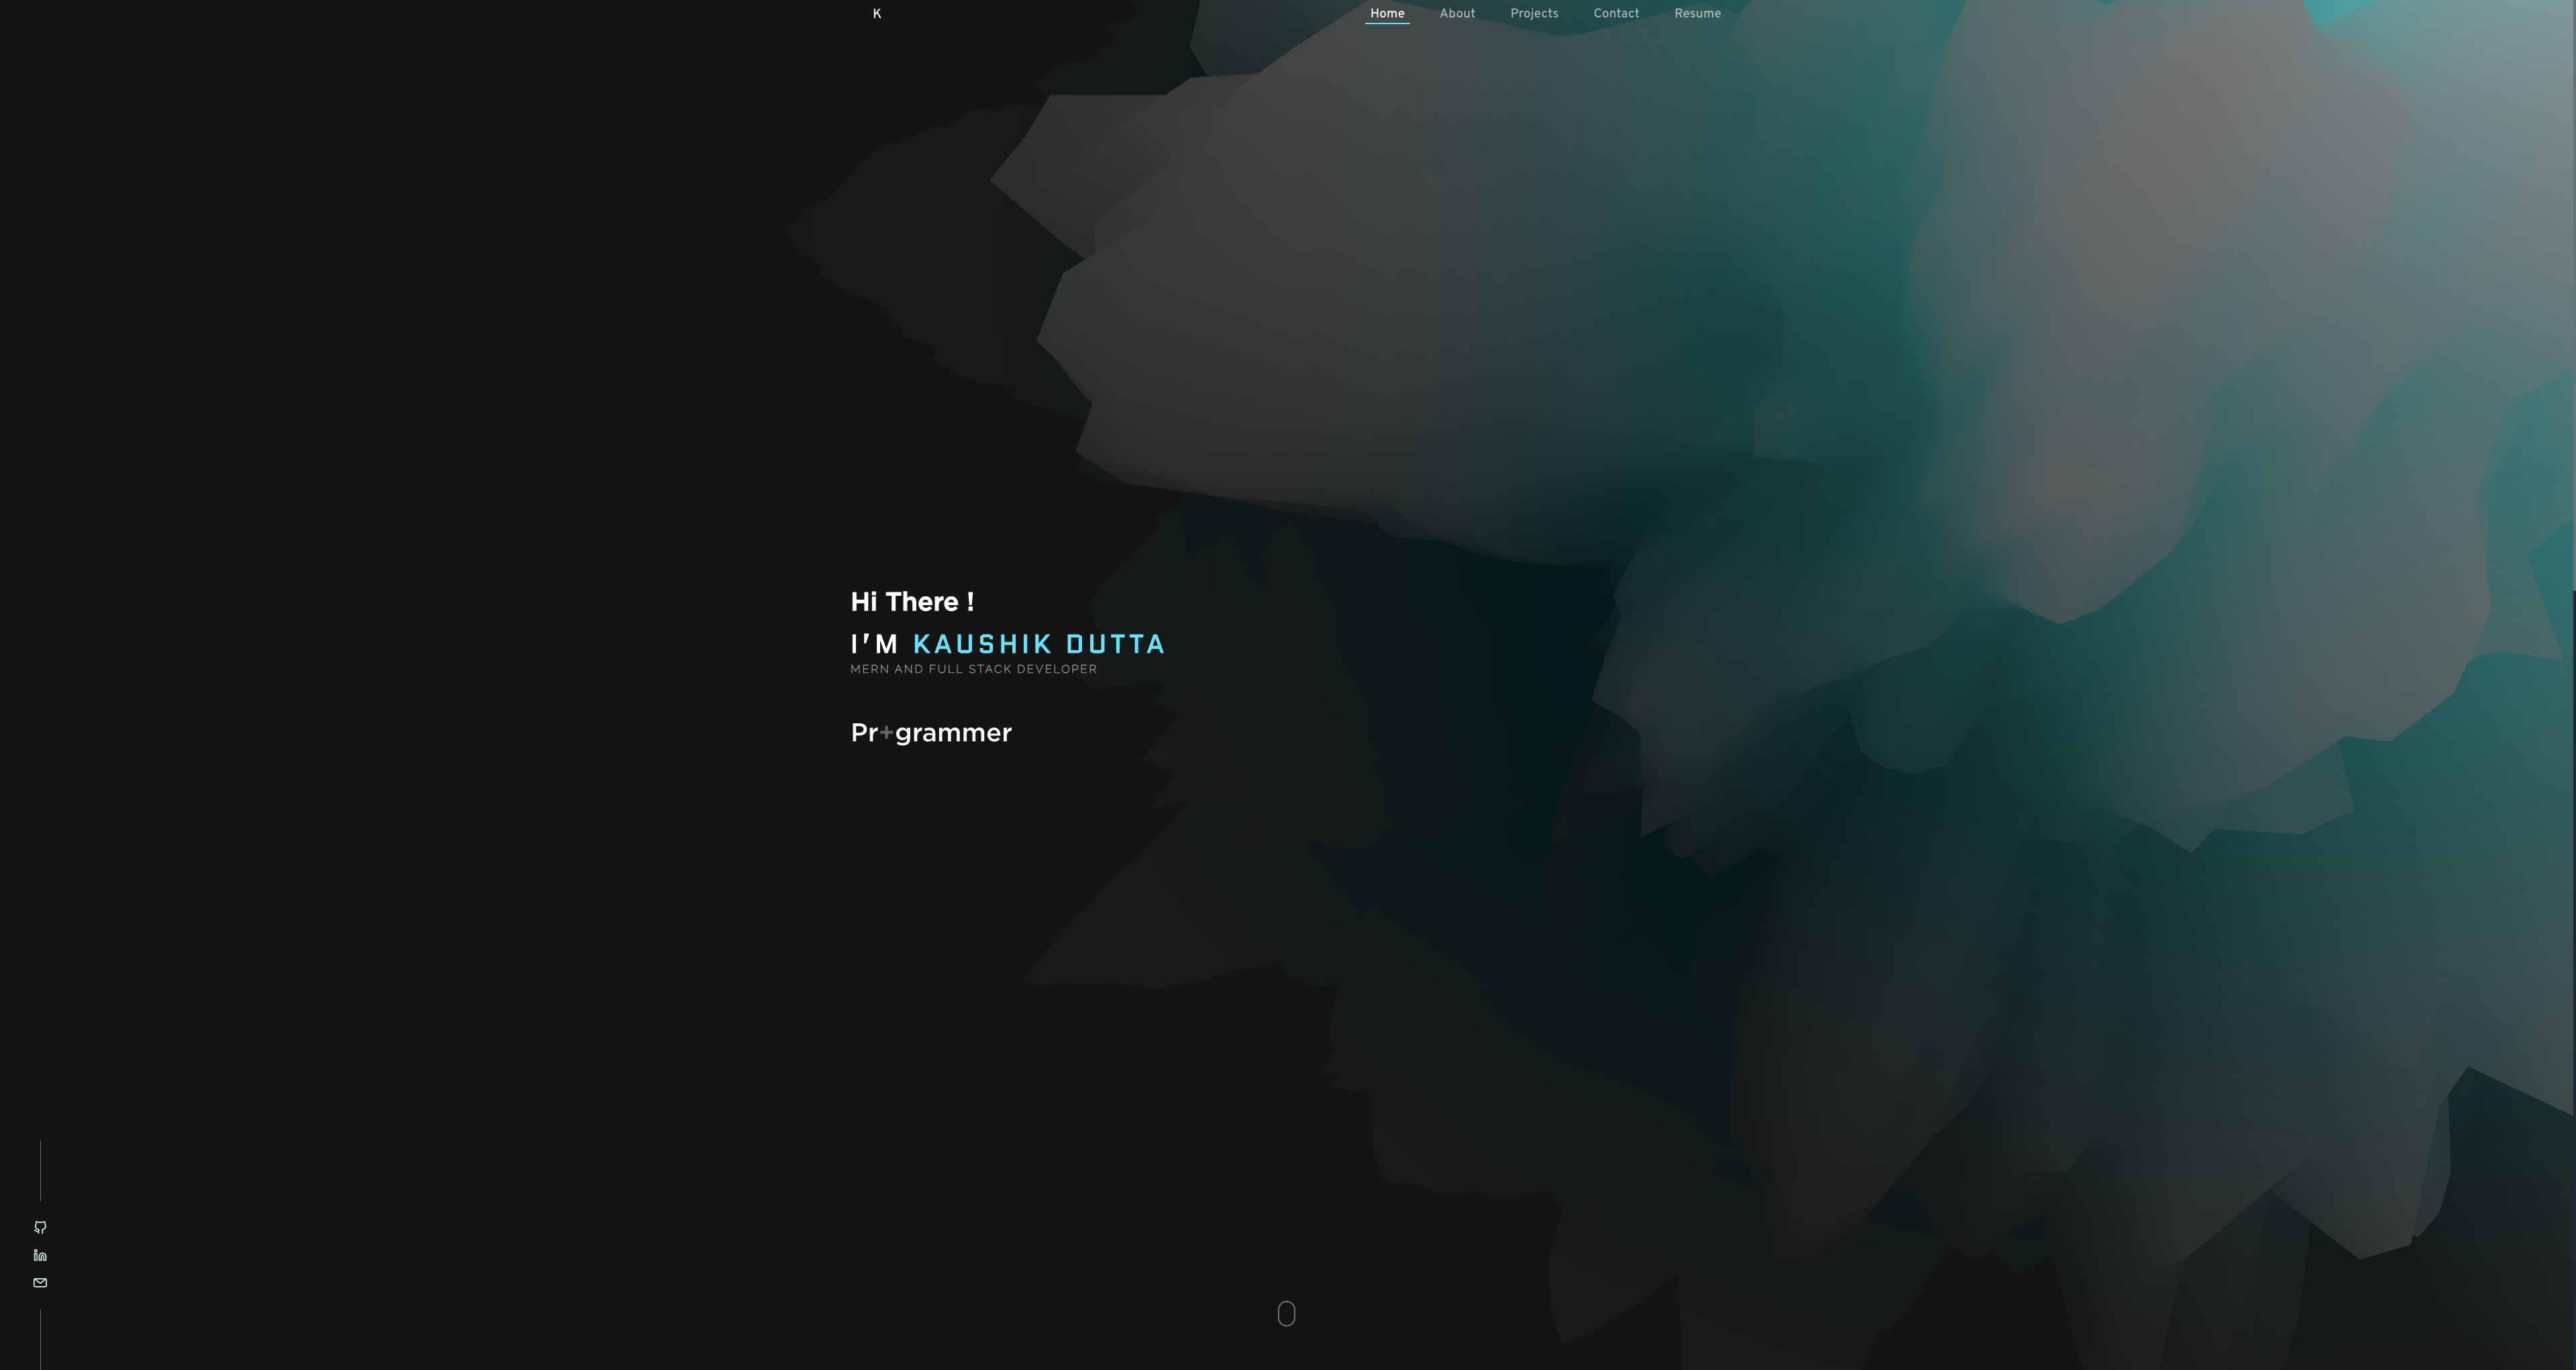 K
Home About Projects Contact Resume
Hi There !
I'M KAUSHIK DUTTA
MERN AND FULL STACK DEVELOPER
Pr+grammer